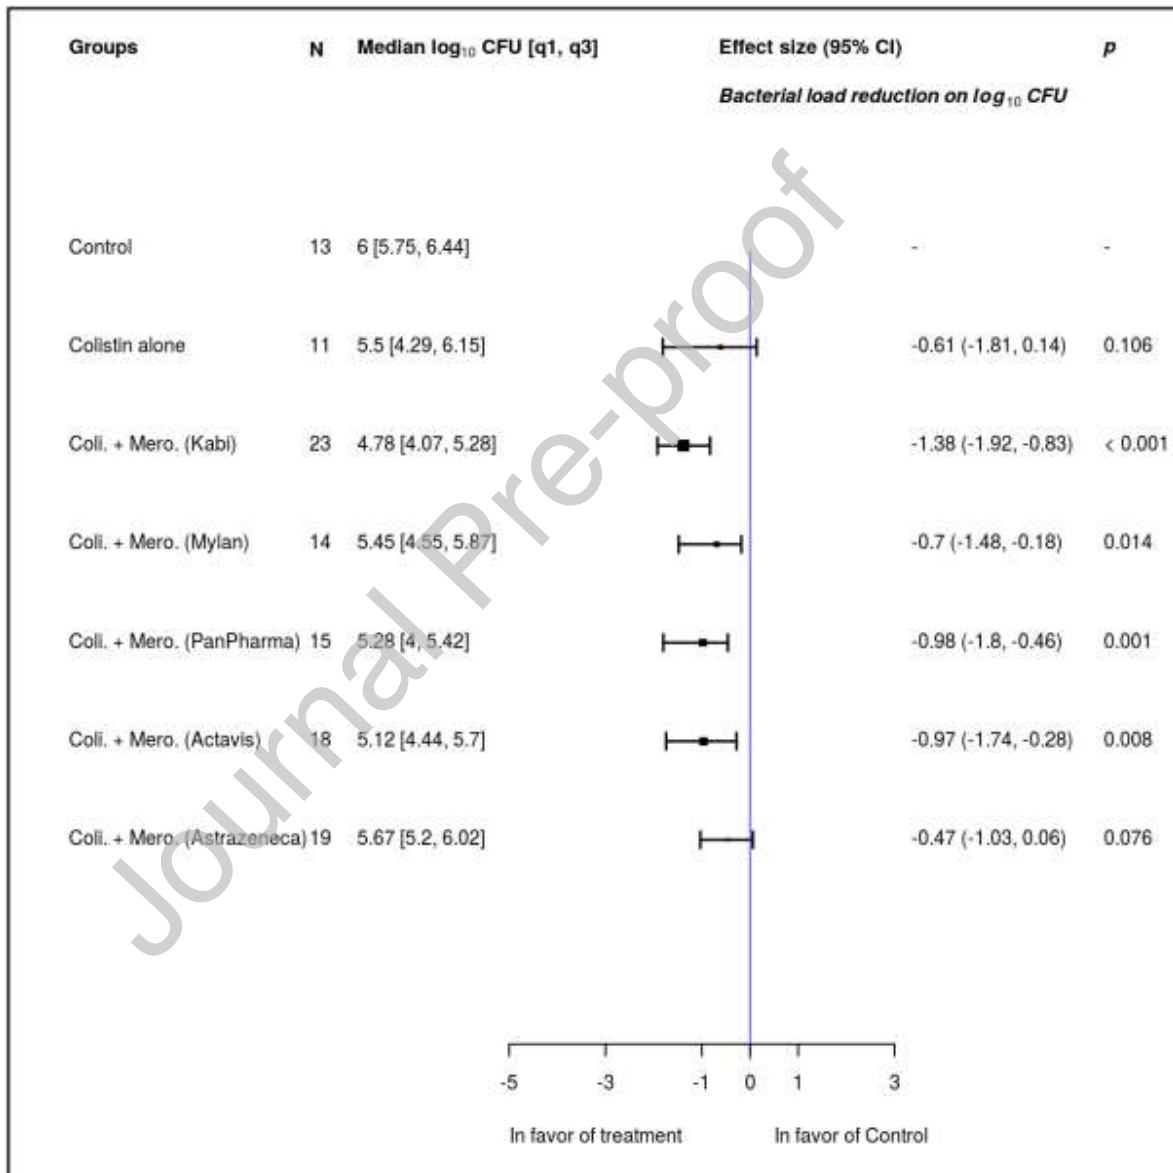 Groups N Median log₁₀ CFU [q1, q3] Effect size (95% CI) p
Bacterial load reduction on log₁₀ CFU
Control 13 6 [5.75, 6.44] - -
Colistin alone 11 5.5 [4.29, 6.15] -0.61 (-1.81, 0.14) 0.106
Coli. + Mero. (Kabi) 23 4.78 [4.07, 5.28] -1.38 (-1.92, -0.83) < 0.001
Coli. + Mero. (Mylan) 14 5.45 [4.55, 5.87] -0.7 (-1.48, -0.18) 0.014
Coli. + Mero. (PanPharma) 15 5.28 [4, 5.42] -0.98 (-1.8, -0.46) 0.001
Coli. + Mero. (Actavis) 18 5.12 [4.44, 5.7] -0.97 (-1.74, -0.28) 0.008
Coli. + Mero. (Astrazeneca) 19 5.67 [5.2, 6.02] -0.47 (-1.03, 0.06) 0.076
-5 -3 -1 0 1 3
In favor of treatment In favor of Control
Journal Pre-proof